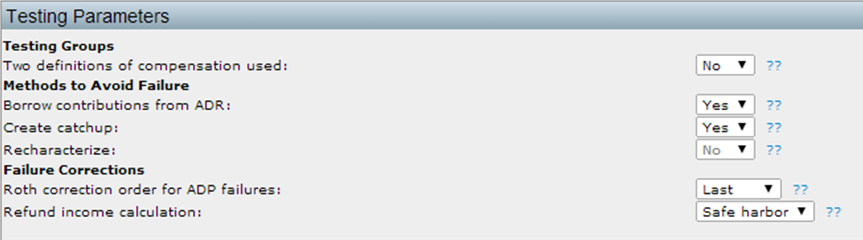 Testing Parameters
Testing Groups
Two definitions of compensation used: No ▼ ??
Methods to Avoid Failure
Borrow contributions from ADR: Yes ▼ ??
Create catchup: Yes ▼ ??
Recharacterize: No ▼ ??
Failure Corrections
Roth correction order for ADP failures: Last ▼ ??
Refund income calculation: Safe harbor ▼ ??